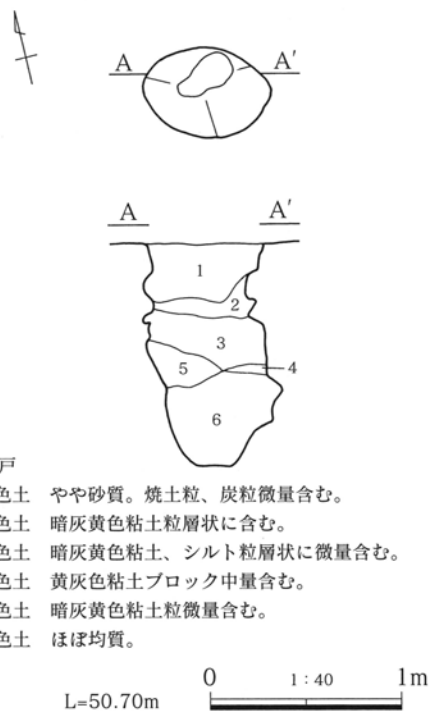 A A'
A A'
1
2
3
4
5
6
戸
色土 やや砂質。焼土粒、炭粒微量含む。
色土 暗灰黄色粘土粒層状に含む。
色土 暗灰黄色粘土、シルト粒層状に微量含む。
色土 黄灰色粘土ブロック中量含む。
色土 暗灰黄色粘土粒微量含む。
色土 ほぼ均質。
0 1:40 1m
L=50.70m